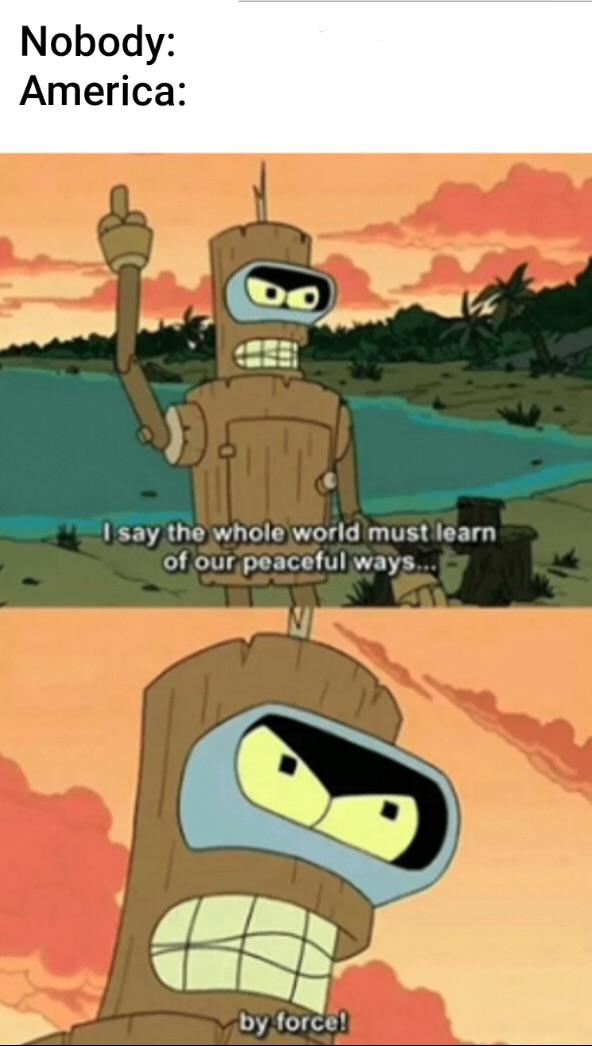 Nobody:
America:
I say the whole world must learn
of our peaceful ways...
by force!